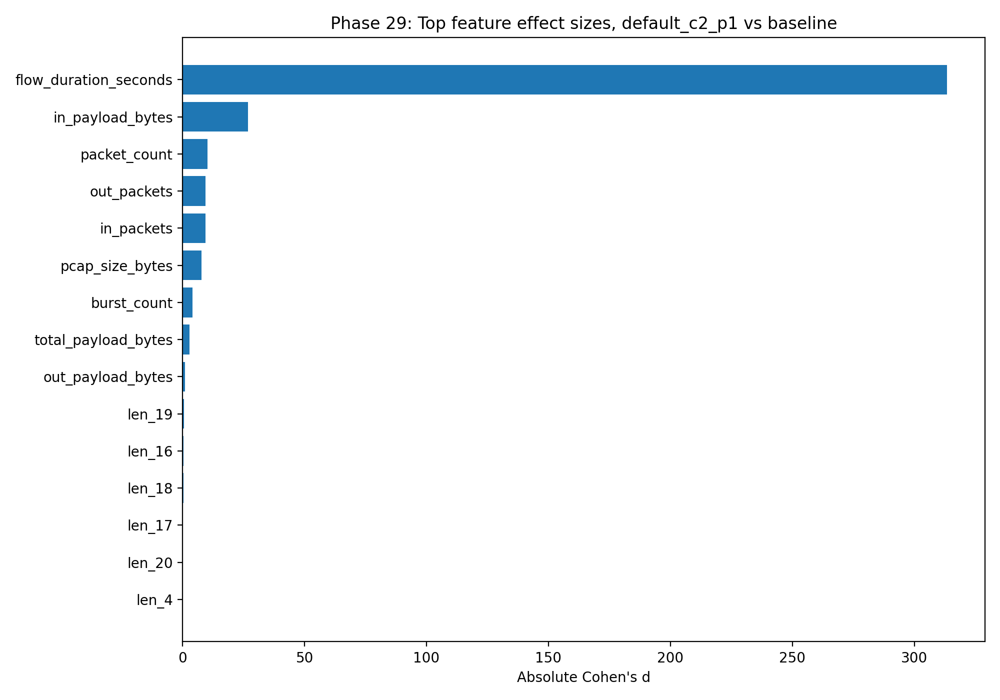 Phase 29: Top feature effect sizes, default_c2_p1 vs baseline
flow_duration_seconds
in_payload_bytes
packet_count
out_packets
in_packets
pcap_size_bytes
burst_count
total_payload_bytes
out_payload_bytes
len_19
len_16
len_18
len_17
len_20
len_4
0 50 100 150 200 250 300
Absolute Cohen's d